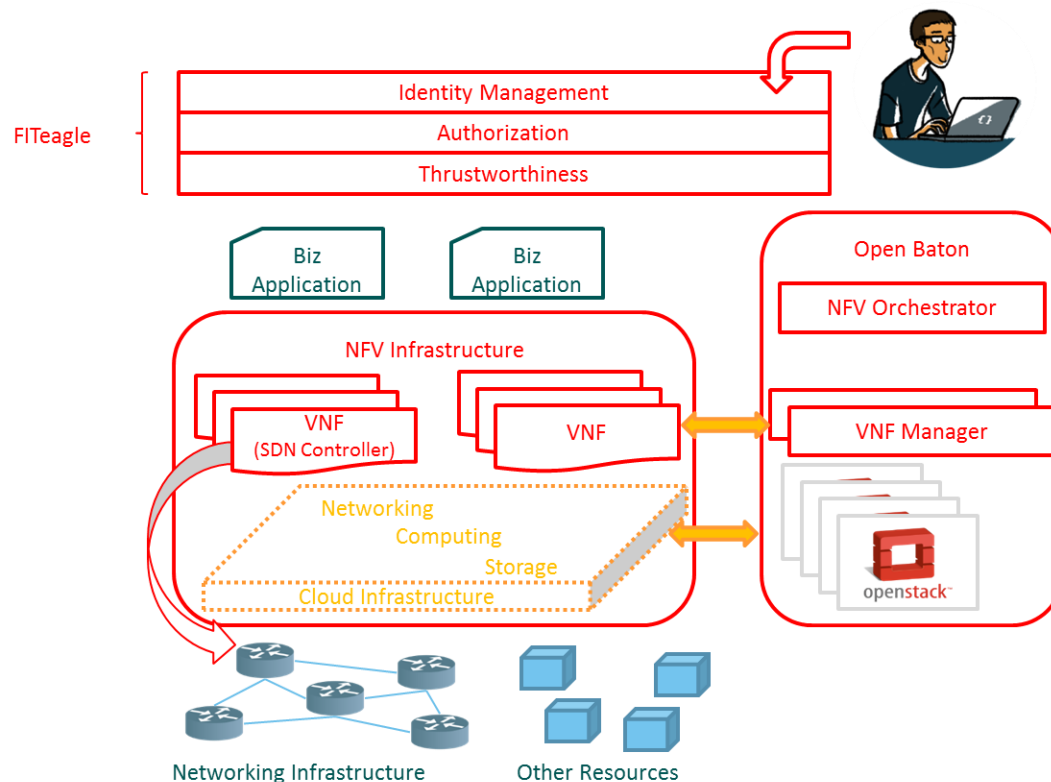 Identity Management
FITeagle
Authorization
Thrustworthiness
Biz
Application
Biz
Application
Open Baton
NFV Orchestrator
NFV Infrastructure
VNF
(SDN Controller)
VNF
VNF Manager
Networking
Computing
Storage
Cloud Infrastructure
openstack™
Networking Infrastructure
Other Resources